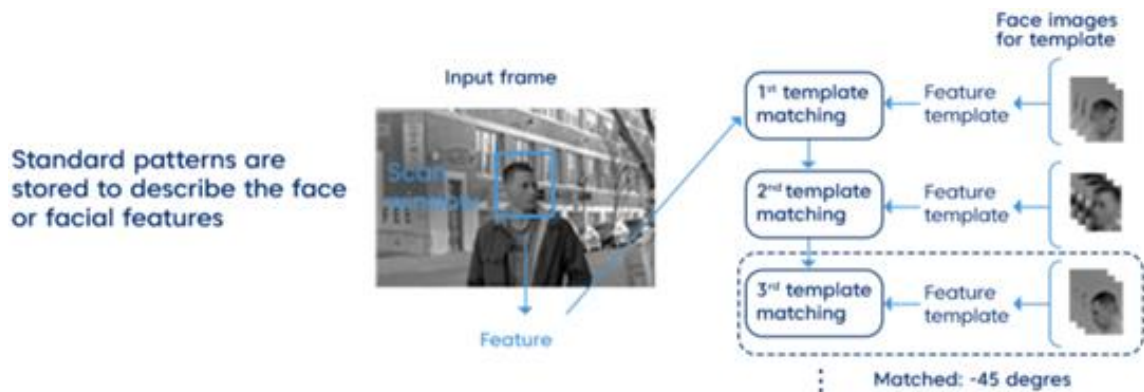 Standard patterns are
stored to describe the face
or facial features
Input frame
Scan
Feature
Face images
for template
1st template
matching
Feature
template
2nd template
matching
Feature
template
3rd template
matching
Feature
template
Matched: -45 degres